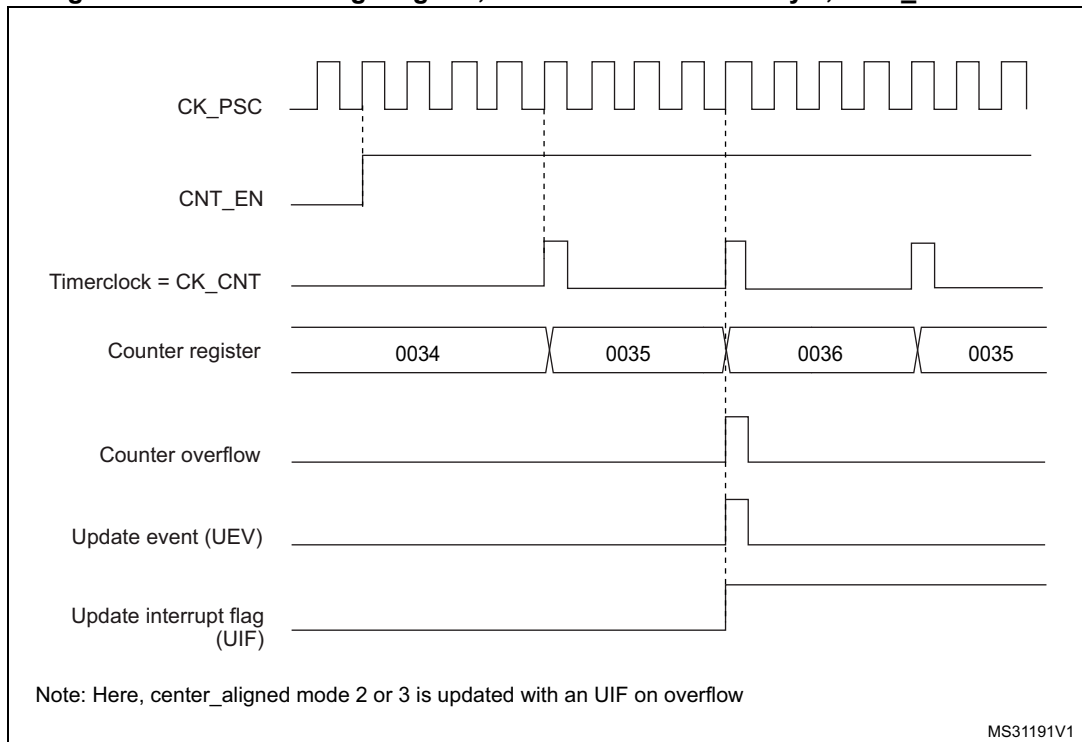 CK_PSC
CNT_EN
Timerclock = CK_CNT
Counter register
0034
0035
0036
0035
Counter overflow
Update event (UEV)
Update interrupt flag
(UIF)
Note: Here, center_aligned mode 2 or 3 is updated with an UIF on overflow
MS31191V1